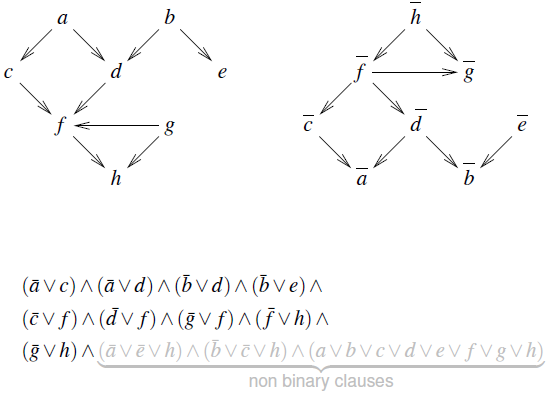 a b h̄
c d e f̄ ḡ
f g c̄ d̄ ē
h ā b̄
(ā ∨ c) ∧ (ā ∨ d) ∧ (b̄ ∨ d) ∧ (b̄ ∨ e) ∧
(c̄ ∨ f) ∧ (d̄ ∨ f) ∧ (ḡ ∨ f) ∧ (f̄ ∨ h) ∧
(ḡ ∨ h) ∧ (ā ∨ ē ∨ h) ∧ (b̄ ∨ c̄ ∨ h) ∧ (a ∨ b ∨ c ∨ d ∨ e ∨ f ∨ g ∨ h)
non binary clauses